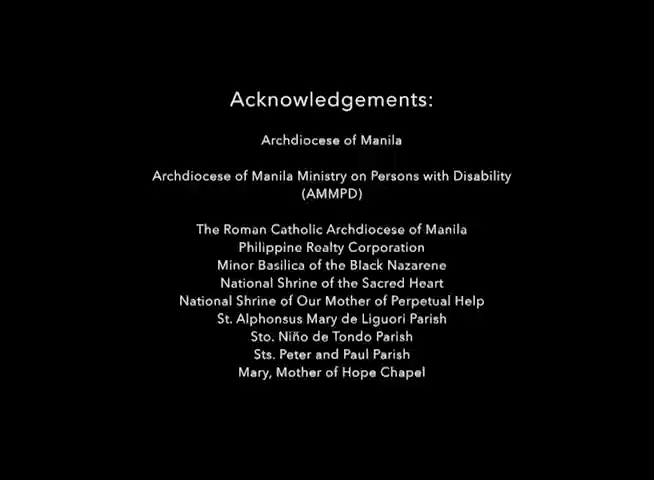 Acknowledgements:
Archdiocese of Manila
Archdiocese of Manila Ministry on Persons with Disability
(AMMPD)
The Roman Catholic Archdiocese of Manila
Philippine Realty Corporation
Minor Basilica of the Black Nazarene
National Shrine of the Sacred Heart
National Shrine of Our Mother of Perpetual Help
St. Alphonsus Mary de Liguori Parish
Sto. Niño de Tondo Parish
Sts. Peter and Paul Parish
Mary, Mother of Hope Chapel